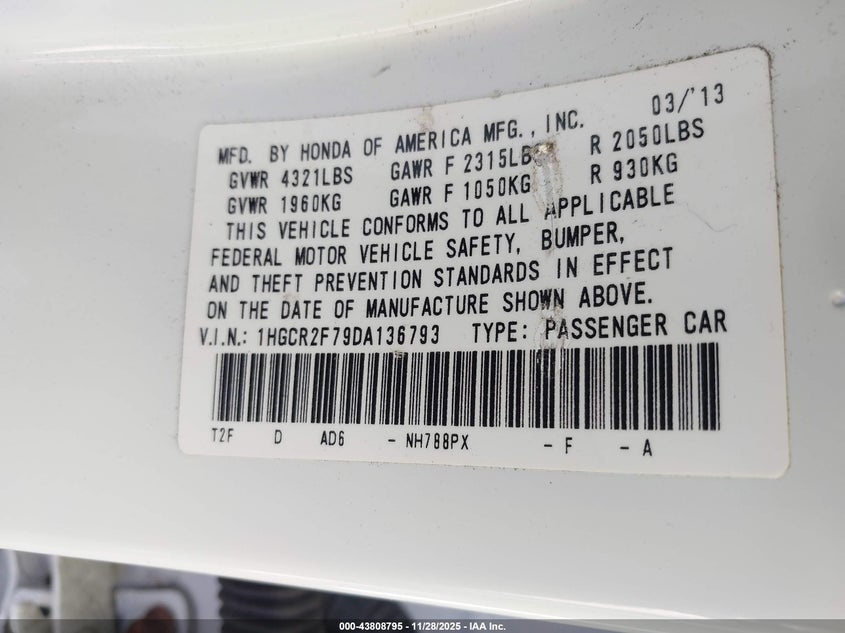 03/'13
MFD. BY HONDA OF AMERICA MFG., INC.
GVWR 4321LBS GAWR F 2315LB R 2050LBS
GVWR 1960KG GAWR F 1050KG R 930KG
THIS VEHICLE CONFORMS TO ALL APPLICABLE
FEDERAL MOTOR VEHICLE SAFETY, BUMPER,
AND THEFT PREVENTION STANDARDS IN EFFECT
ON THE DATE OF MANUFACTURE SHOWN ABOVE.
V.I.N.: 1HGCR2F79DA136793 TYPE: PASSENGER CAR
T2F D AD6 - NH788PX - F - A
000-43808795 - 11/28/2025 - IAA Inc.